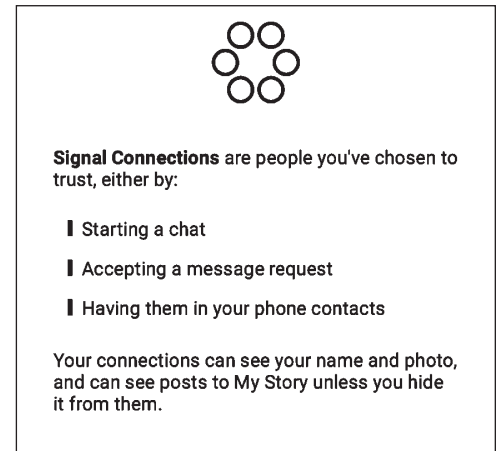 Signal Connections are people you've chosen to
trust, either by:
Starting a chat
Accepting a message request
Having them in your phone contacts
Your connections can see your name and photo,
and can see posts to My Story unless you hide
it from them.